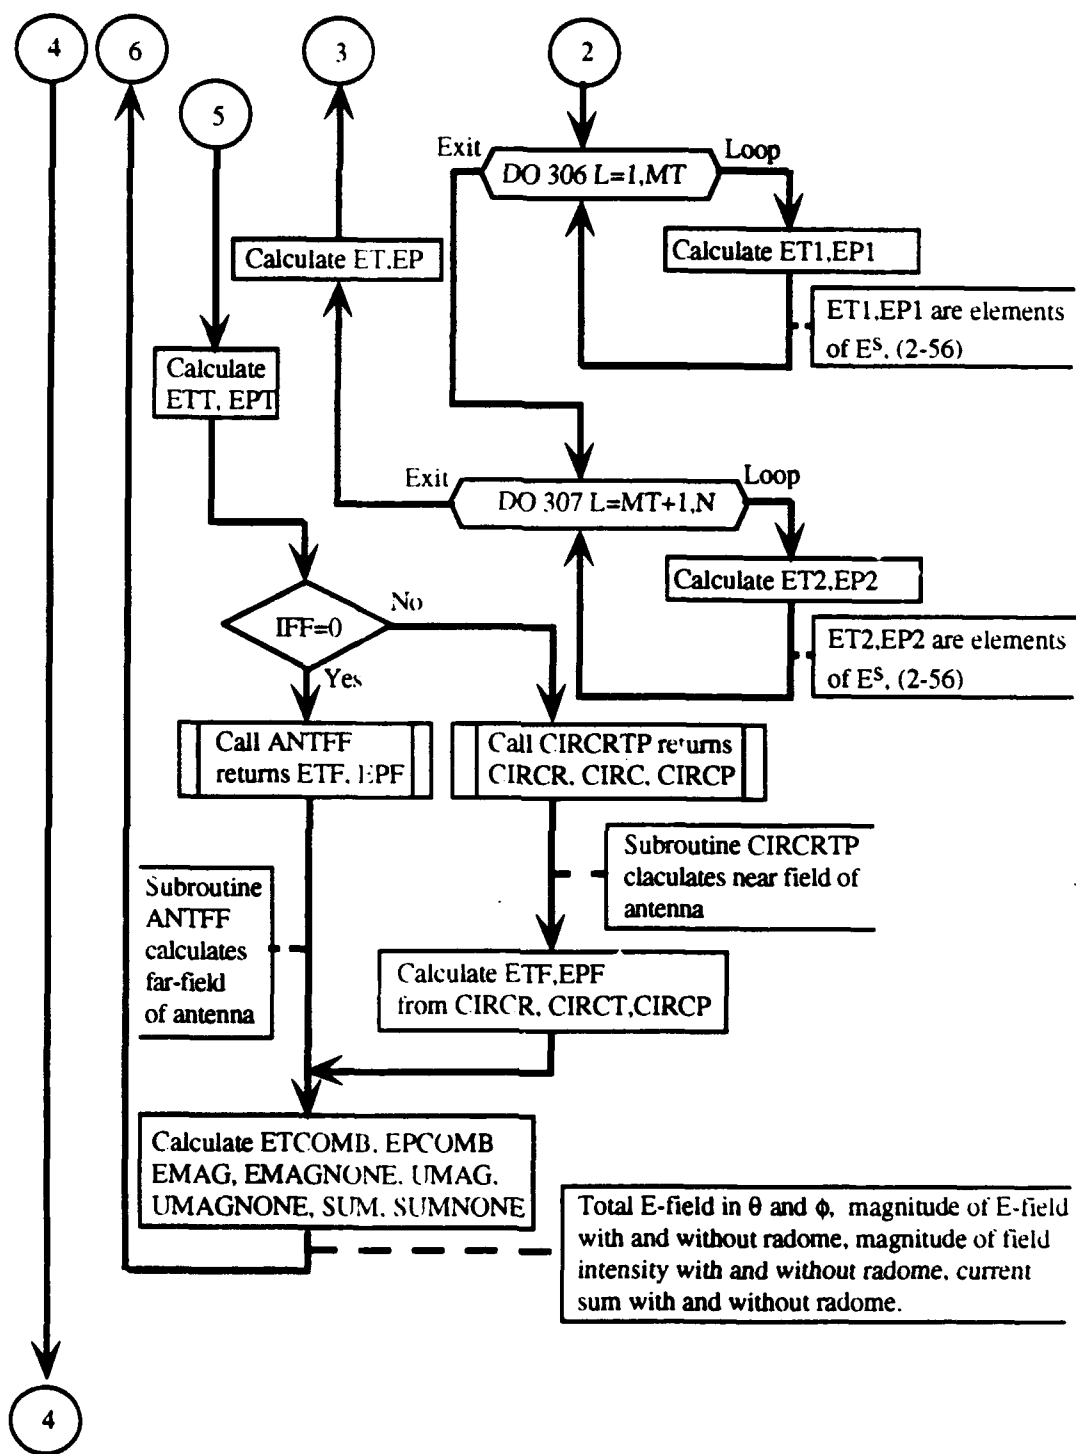 4
6
3
2
5
Exit
Loop
DO 306 L=1,MT
Calculate ET1,EP1
Calculate ET,EP
ET1,EP1 are elements
of Eˢ, (2-56)
Calculate
ETT, EPT
Exit
Loop
DO 307 L=MT+1,N
Calculate ET2,EP2
No
IFF=0
Yes
ET2,EP2 are elements
of Eˢ, (2-56)
Call ANTFF
returns ETF, EPF
Call CIRCRTP returns
CIRCR, CIRC, CIRCP
Subroutine CIRCRTP
claculates near field of
antenna
Subroutine
ANTFF
calculates
far-field
of antenna
Calculate ETF,EPF
from CIRCR, CIRCT,CIRCP
Calculate ETCOMB, EPCOMB
EMAG, EMAGNONE, UMAG,
UMAGNONE, SUM, SUMNONE
Total E-field in θ and ϕ, magnitude of E-field
with and without radome, magnitude of field
intensity with and without radome, current
sum with and without radome.
4